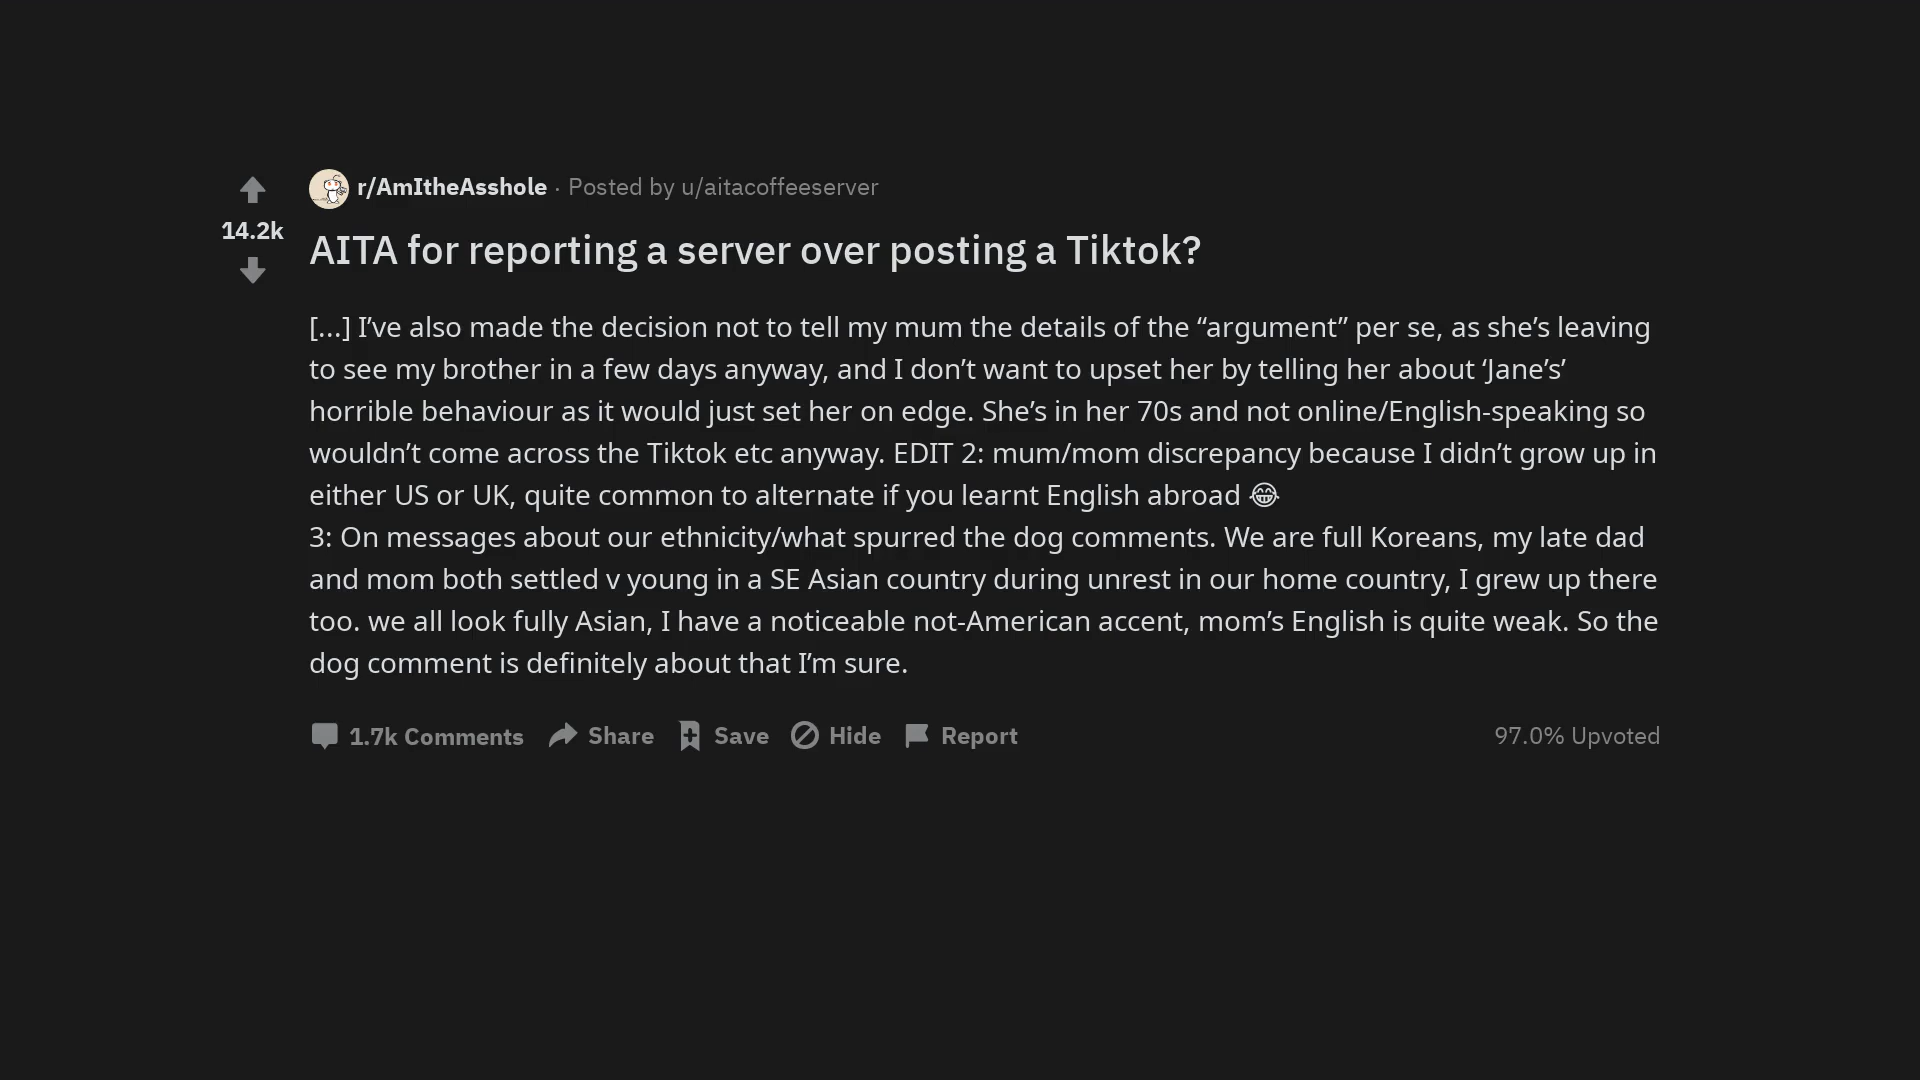 r/AmItheAsshole · Posted by u/aitacoffeeserver
14.2k
AITA for reporting a server over posting a Tiktok?
[...] I’ve also made the decision not to tell my mum the details of the “argument” per se, as she’s leaving
to see my brother in a few days anyway, and I don’t want to upset her by telling her about ‘Jane’s’
horrible behaviour as it would just set her on edge. She’s in her 70s and not online/English-speaking so
wouldn’t come across the Tiktok etc anyway. EDIT 2: mum/mom discrepancy because I didn’t grow up in
either US or UK, quite common to alternate if you learnt English abroad 😂
3: On messages about our ethnicity/what spurred the dog comments. We are full Koreans, my late dad
and mom both settled v young in a SE Asian country during unrest in our home country, I grew up there
too. we all look fully Asian, I have a noticeable not-American accent, mom’s English is quite weak. So the
dog comment is definitely about that I’m sure.
1.7k Comments Share Save Hide Report 97.0% Upvoted